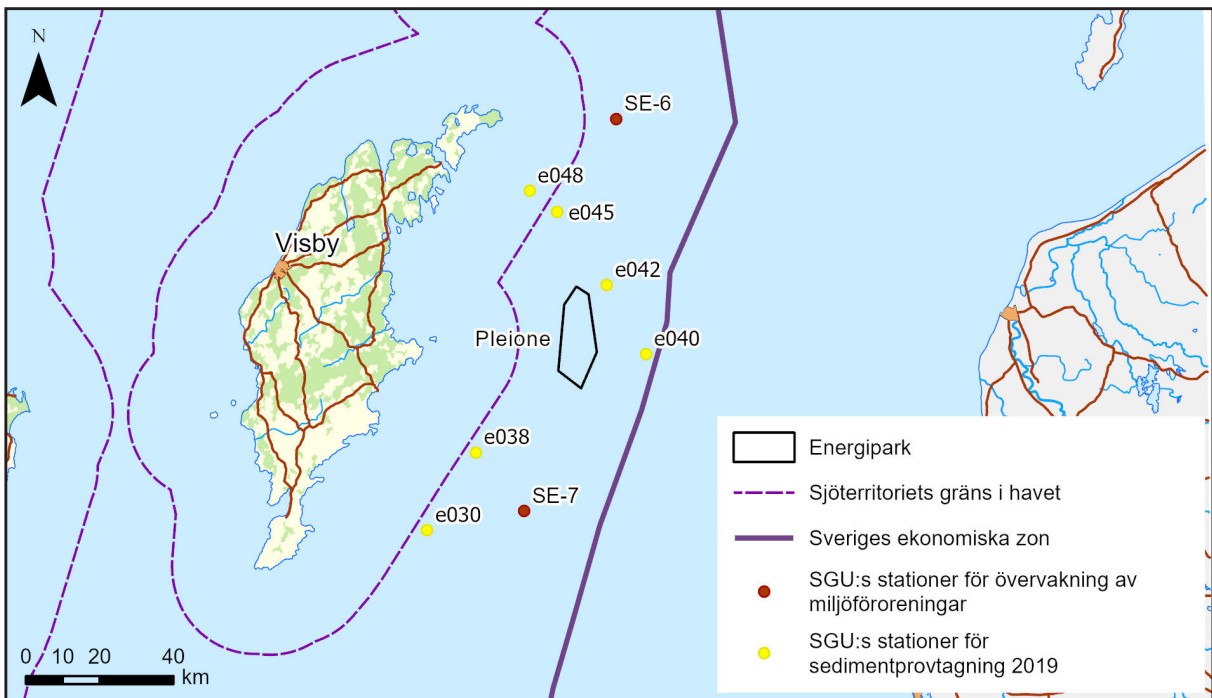 N
SE-6
e048
e045
Visby
e042
Pleione
e040
e038
SE-7
e030
Energipark
Sjöterritoriets gräns i havet
Sveriges ekonomiska zon
SGU:s stationer för övervakning av
miljöföroreningar
SGU:s stationer för
sedimentprovtagning 2019
0 10 20 40
km